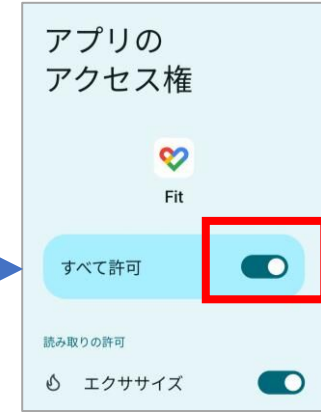 アプリの
アクセス権
Fit
すべて許可
読み取りの許可
エクササイズ